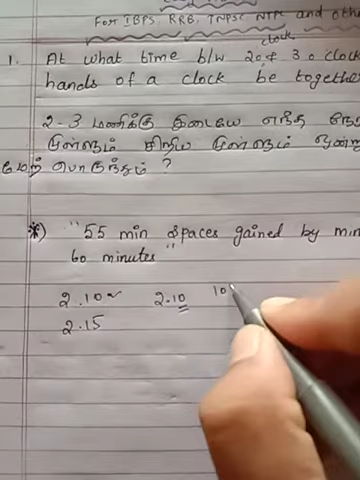 For IBPS, RRB, TNPSC, NTPC and oth
clock
1. At what time b/w 2 o & 3 o clock
hands of a clock be together
2-3 மணிக்கு இடையே எந்த நேர
முள்ளும் சிறிய முள்ளும் ஒன்ற
மேற் பொருந்தும் ?
*) " 55 min spaces gained by min
60 minutes "
2.10 2.10 10
2.15